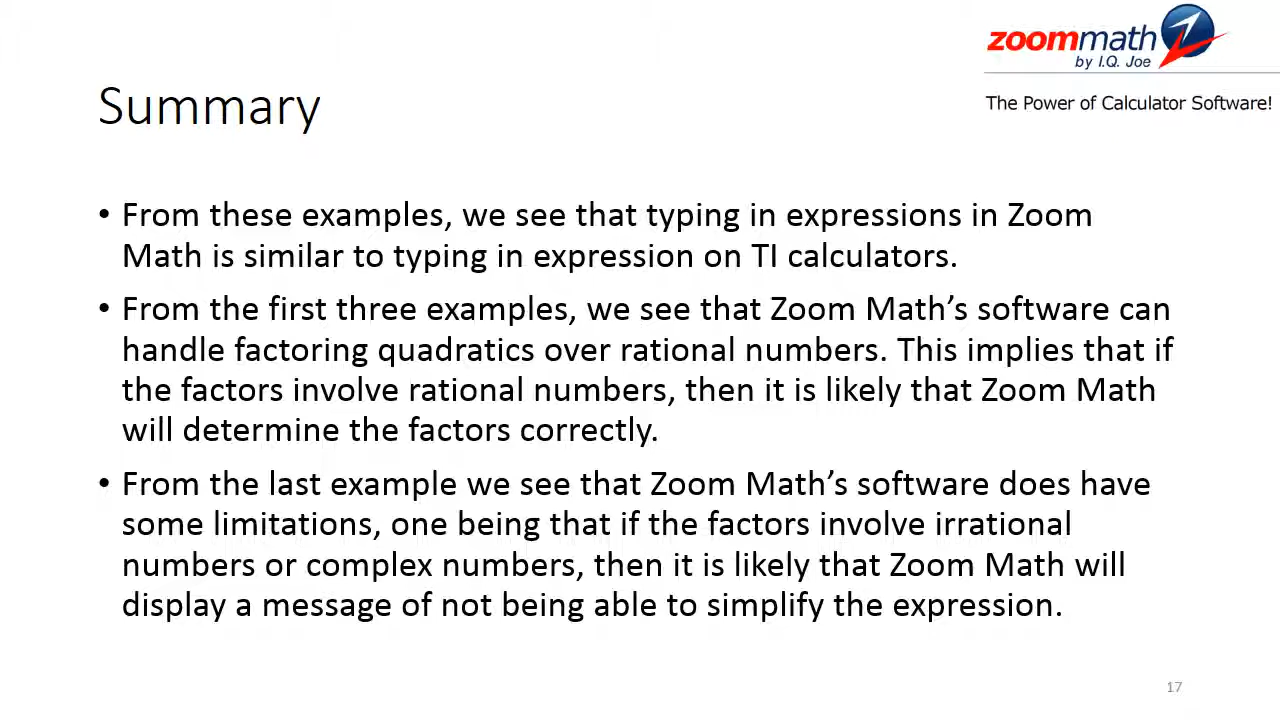 zoommath
by I.Q. Joe
The Power of Calculator Software!
Summary
• From these examples, we see that typing in expressions in Zoom
Math is similar to typing in expression on TI calculators.
• From the first three examples, we see that Zoom Math’s software can
handle factoring quadratics over rational numbers. This implies that if
the factors involve rational numbers, then it is likely that Zoom Math
will determine the factors correctly.
• From the last example we see that Zoom Math’s software does have
some limitations, one being that if the factors involve irrational
numbers or complex numbers, then it is likely that Zoom Math will
display a message of not being able to simplify the expression.
17